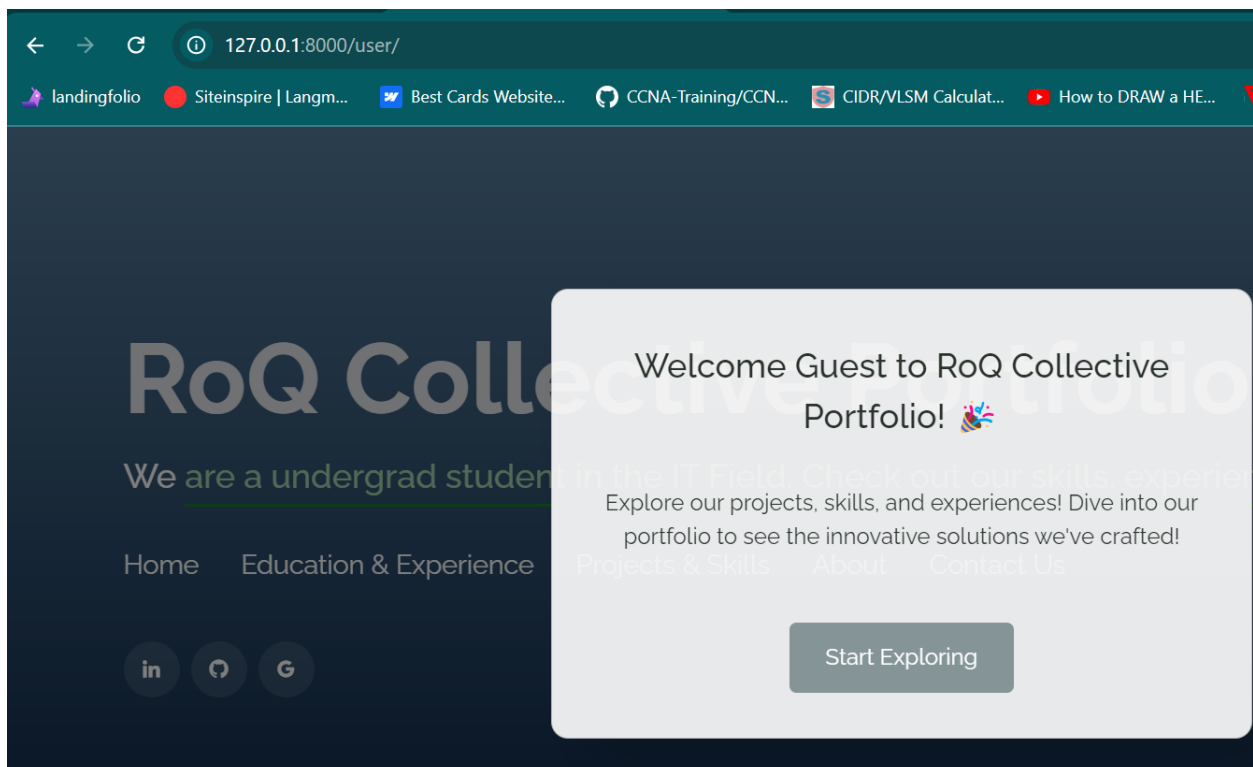 127.0.0.1:8000/user/
landingfolio Siteinspire | Langm... Best Cards Website... CCNA-Training/CCN... CIDR/VLSM Calculat... How to DRAW a HE...
RoQ Collective Portfolio
Welcome Guest to RoQ Collective
Portfolio! 🎉
We are a undergrad student in the IT Field. Check out our skills, experien
Explore our projects, skills, and experiences! Dive into our
portfolio to see the innovative solutions we've crafted!
Home Education & Experience Projects & Skills About Contact Us
Start Exploring
in G